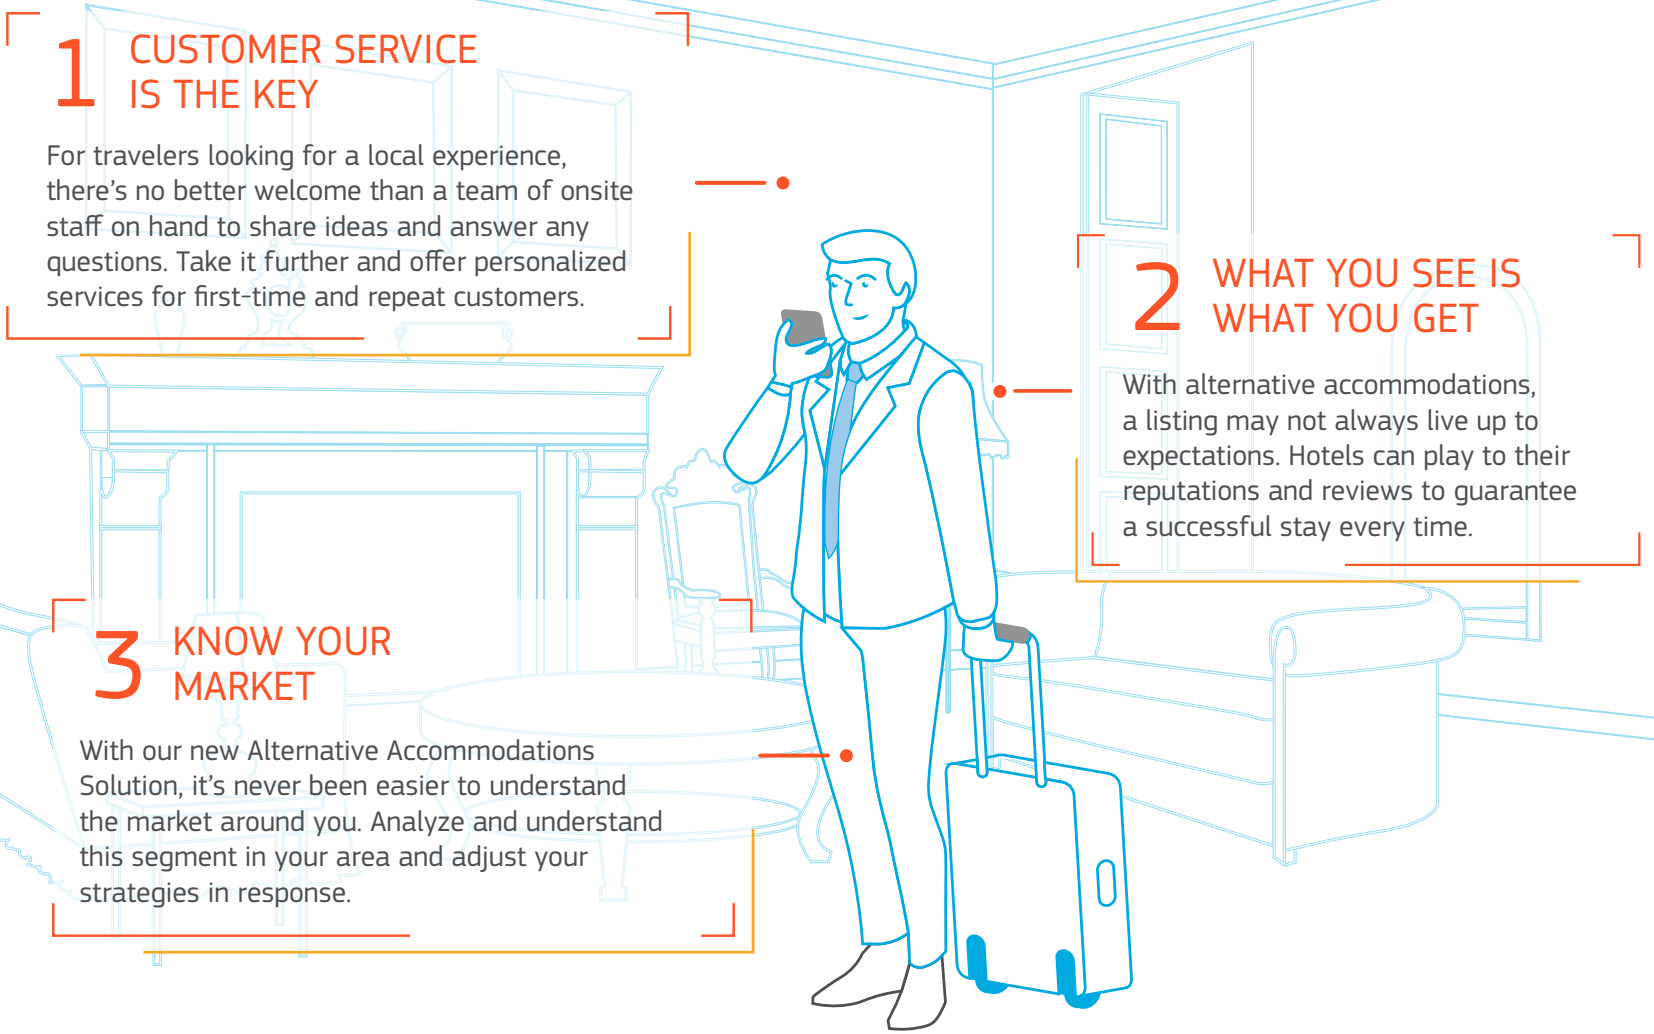 1
CUSTOMER SERVICE
IS THE KEY
For travelers looking for a local experience,
there’s no better welcome than a team of onsite
staff on hand to share ideas and answer any
questions. Take it further and offer personalized
services for first-time and repeat customers.
2
WHAT YOU SEE IS
WHAT YOU GET
With alternative accommodations,
a listing may not always live up to
expectations. Hotels can play to their
reputations and reviews to guarantee
a successful stay every time.
3
KNOW YOUR
MARKET
With our new Alternative Accommodations
Solution, it’s never been easier to understand
the market around you. Analyze and understand
this segment in your area and adjust your
strategies in response.